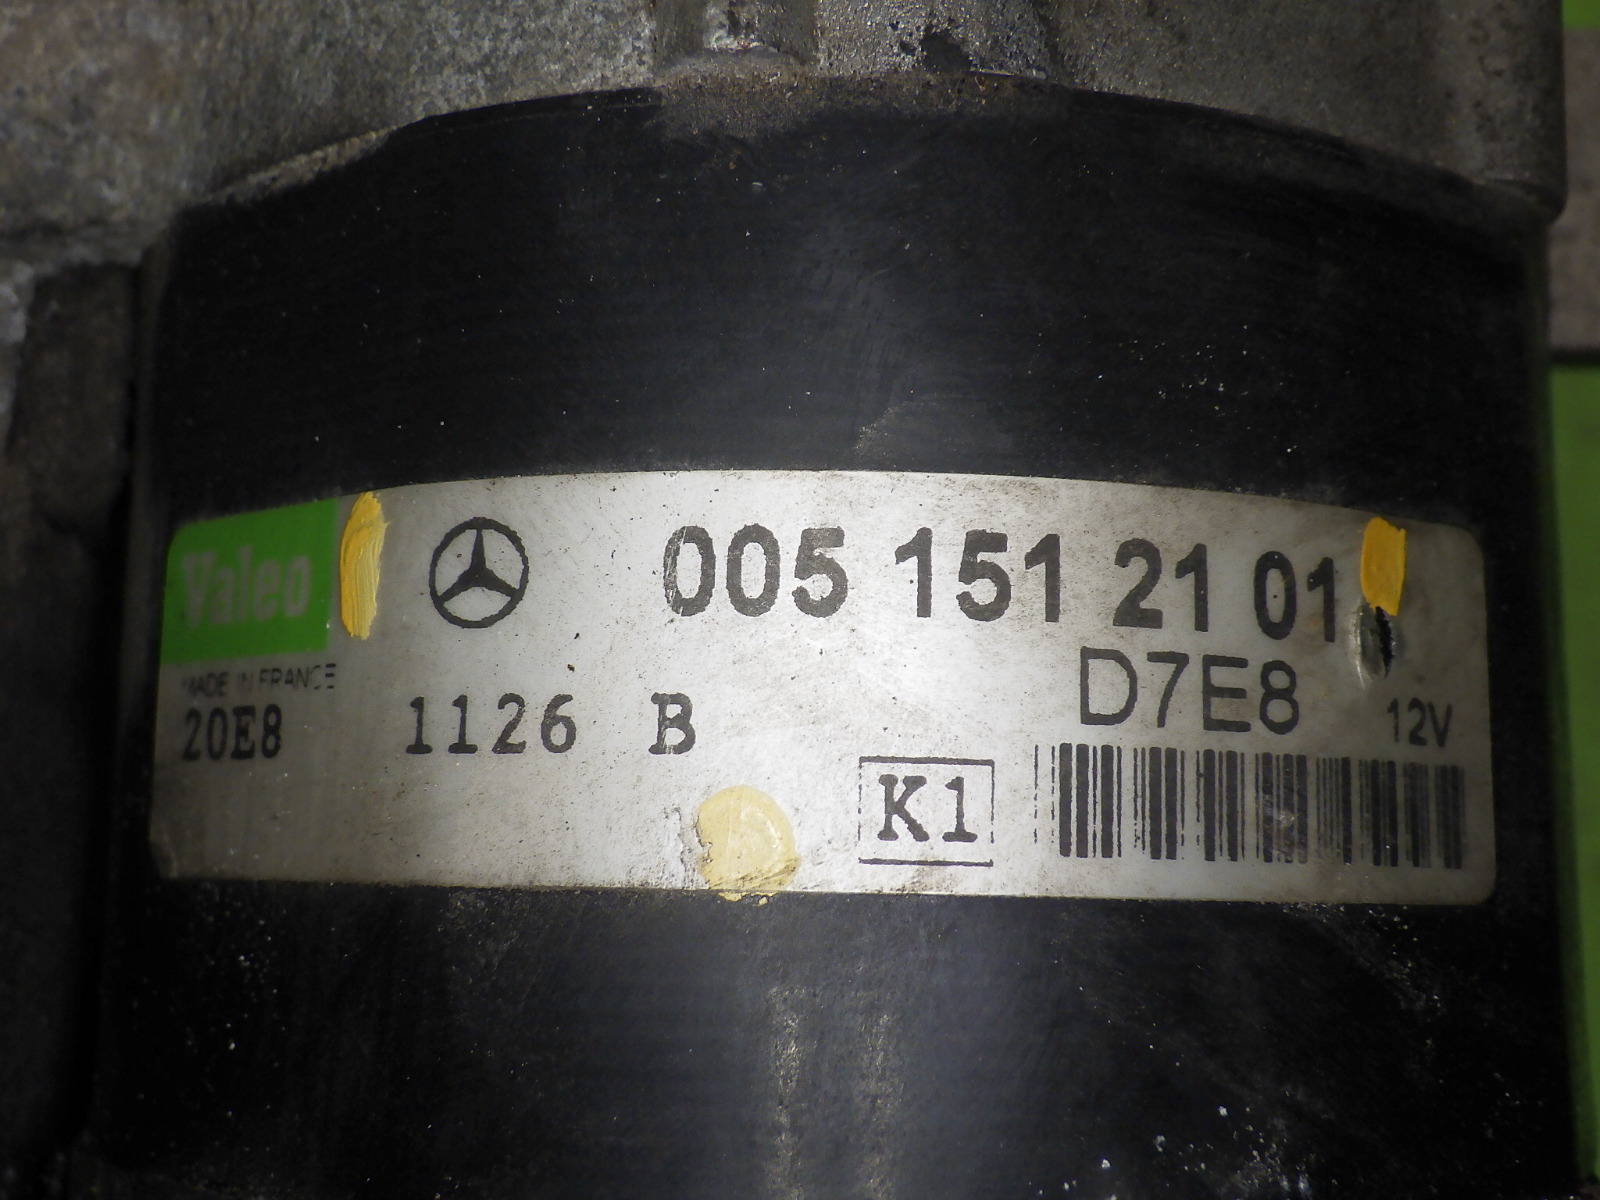 Valeo 005 151 21 01
MADE IN FRANCE D7E8 12V
20E8 1126 B
K1